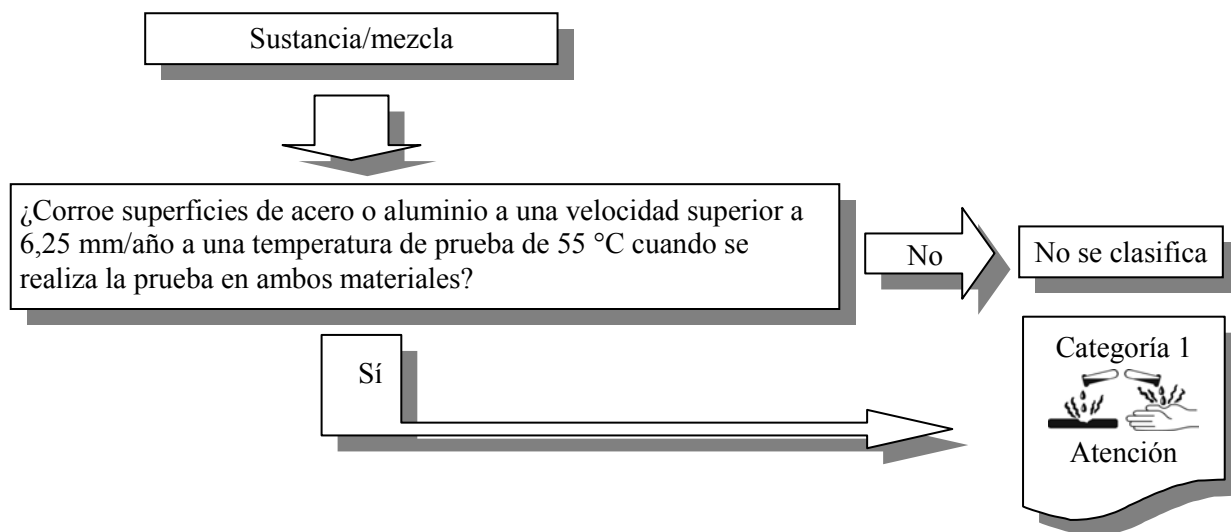 Sustancia/mezcla
¿Corroe superficies de acero o aluminio a una velocidad superior a
6,25 mm/año a una temperatura de prueba de 55 °C cuando se
realiza la prueba en ambos materiales?
No
No se clasifica
Sí
Categoría 1
Atención